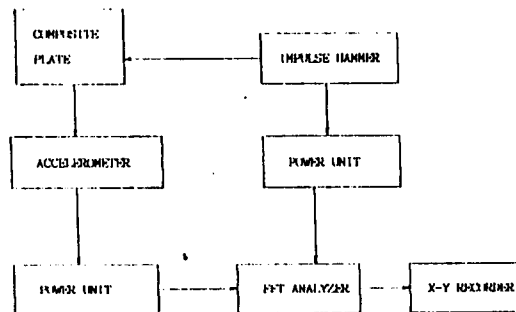 COMPOSITE
PLATE
IMPULSE HAMMER
ACCELEROMETER
POWER UNIT
POWER UNIT
FFT ANALYZER
X-Y RECORDER